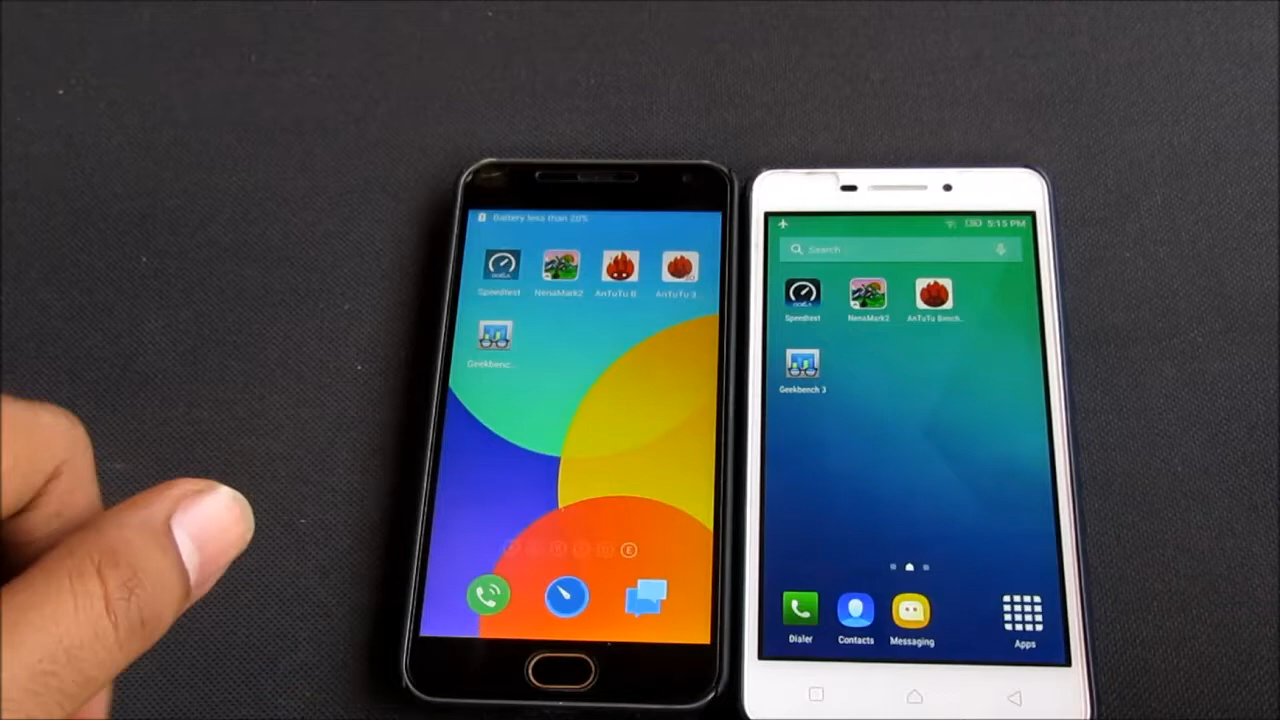 Battery less than 20%
Speedtest NenaMark2 AnTuTu B AnTuTu 3...
Geekbenc...
E
5:15 PM
Search
Speedtest NenaMark2 AnTuTu Bench...
Geekbench 3
Dialer Contacts Messaging Apps